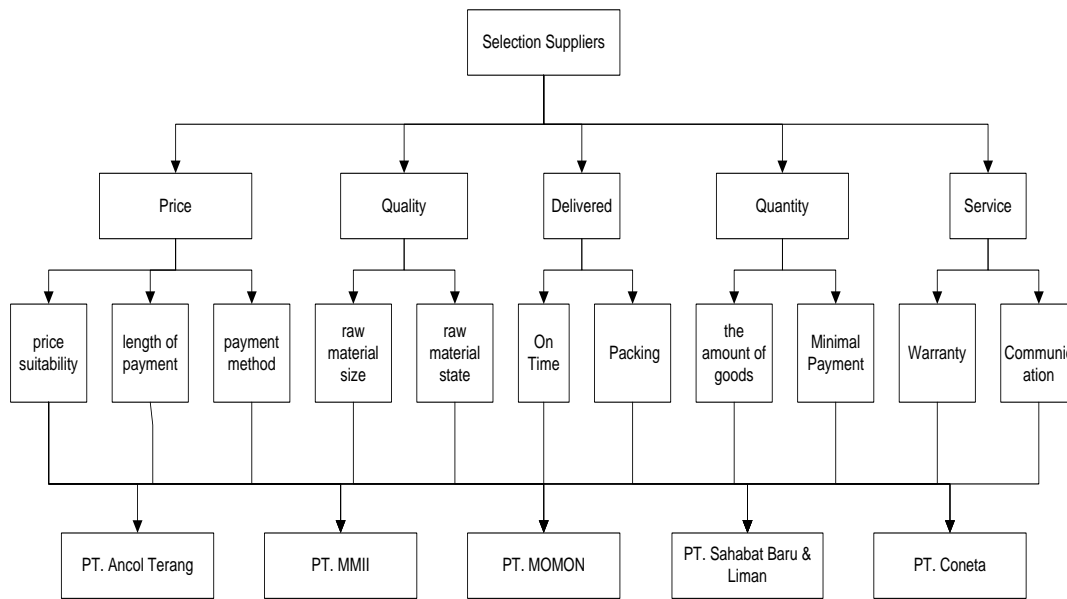 Selection Suppliers
Price
Quality
Delivered
Quantity
Service
price
suitability
length of
payment
payment
method
raw
material
size
raw
material
state
On
Time
Packing
the
amount of
goods
Minimal
Payment
Warranty
Communic
ation
PT. Ancol Terang
PT. MMII
PT. MOMON
PT. Sahabat Baru &
Liman
PT. Coneta